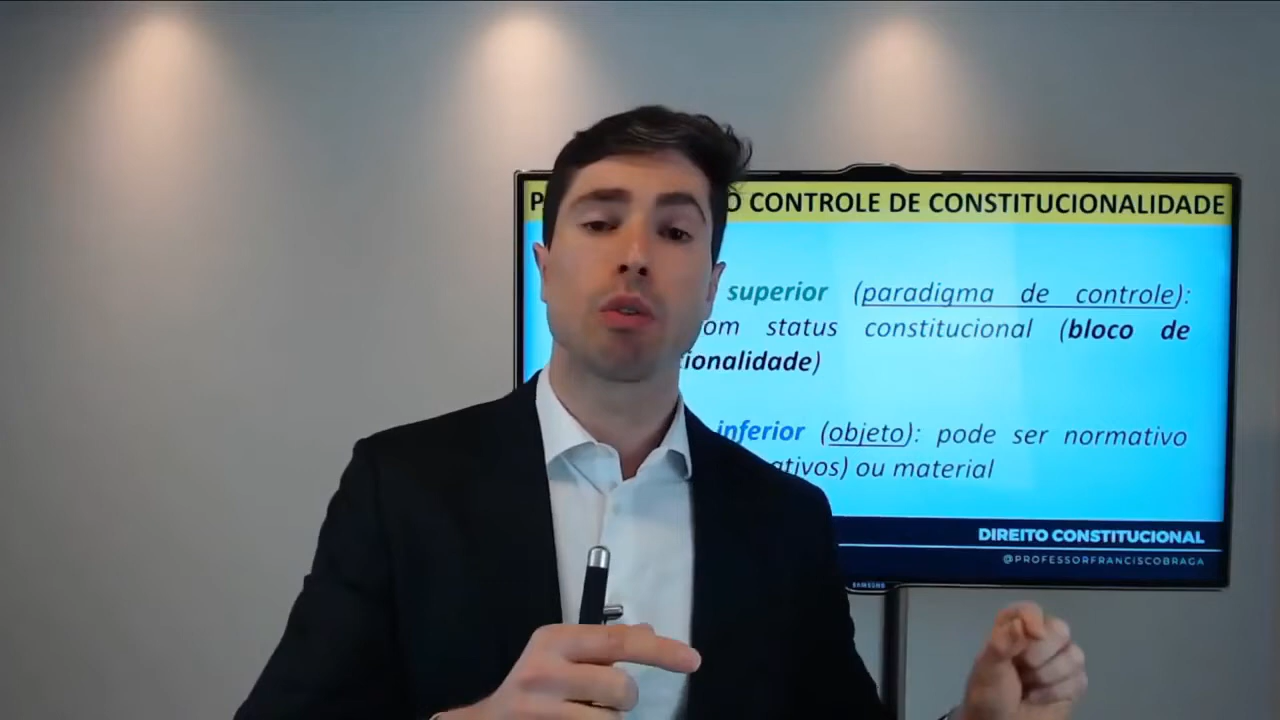 P O CONTROLE DE CONSTITUCIONALIDADE
superior (paradigma de controle):
om status constitucional (bloco de
ionalidade)
inferior (objeto): pode ser normativo
ativos) ou material
DIREITO CONSTITUCIONAL
@PROFESSORFRANCISCOBRAGA
SAMSUNG